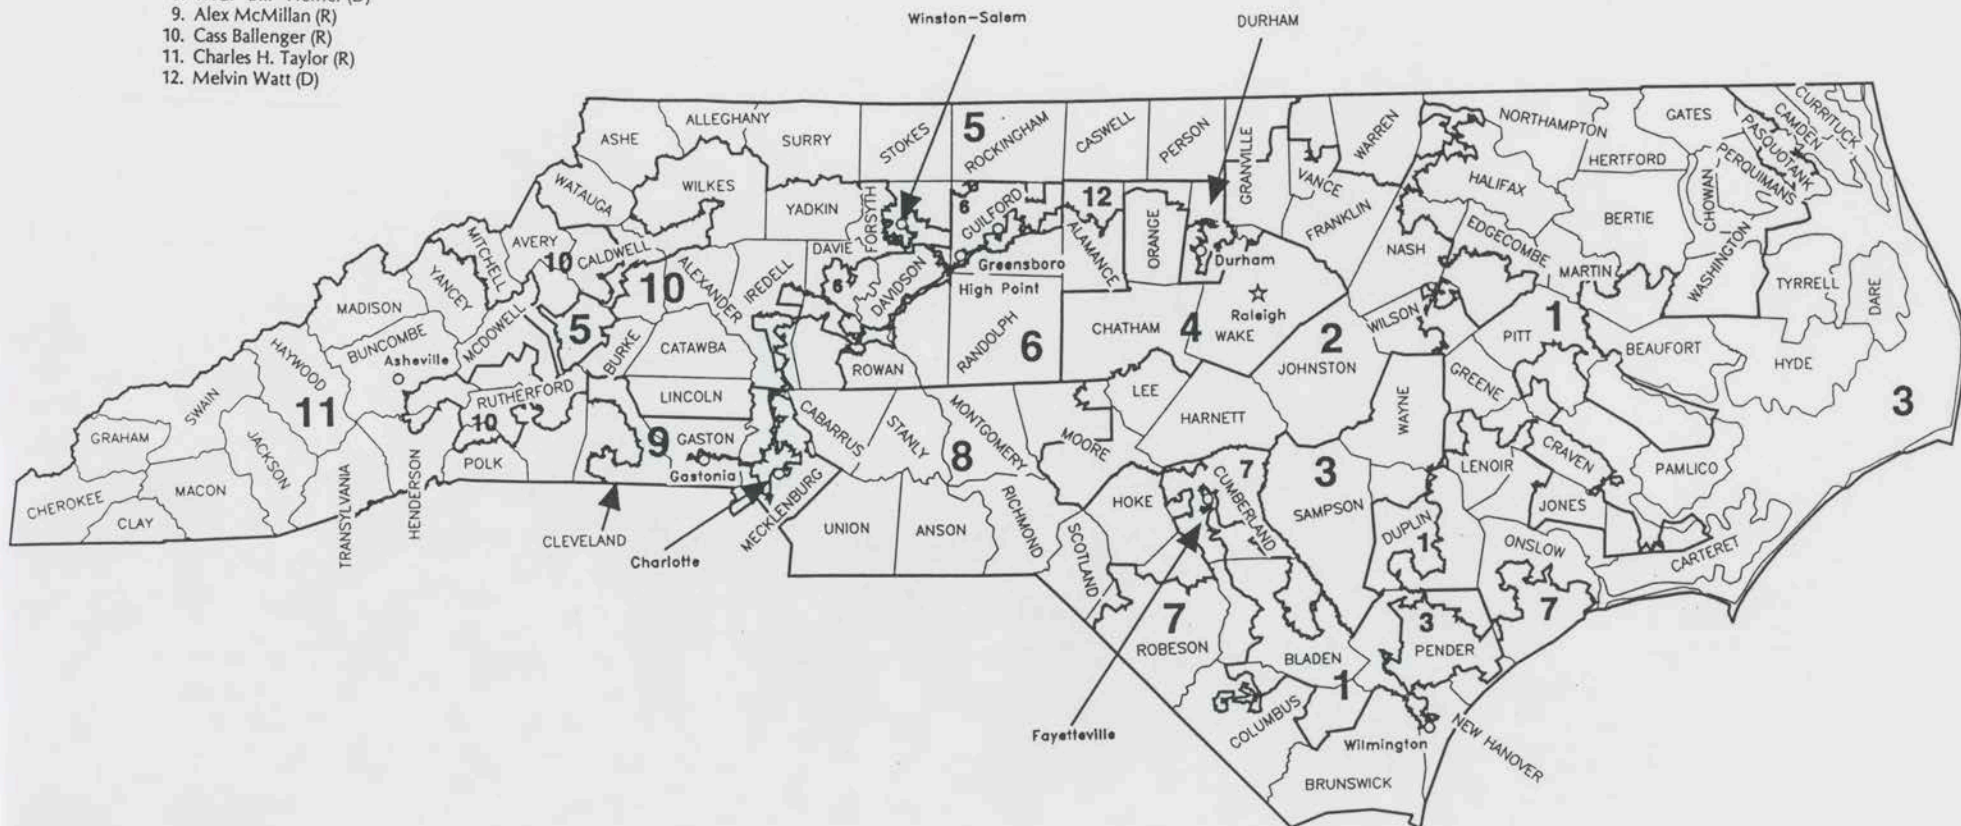 9. Alex McMillan (R)
10. Cass Ballenger (R)
11. Charles H. Taylor (R)
12. Melvin Watt (D)
Winston-Salem
DURHAM
ASHE
ALLEGHANY
SURRY
STOKES
5
ROCKINGHAM
CASWELL
PERSON
GRANVILLE
VANCE
WARREN
NORTHAMPTON
GATES
CURRITUCK
CAMDEN
PASQUOTANK
PERQUIMANS
HERTFORD
HALIFAX
BERTIE
CHOWAN
WATAUGA
WILKES
YADKIN
FORSYTH
6
GUILFORD
12
ALAMANCE
ORANGE
Durham
FRANKLIN
NASH
EDGECOMBE
MARTIN
WASHINGTON
TYRRELL
DARE
MITCHELL
AVERY
10
CALDWELL
ALEXANDER
10
IREDELL
DAVIE
6
DAVIDSON
Greensboro
High Point
MADISON
YANCEY
MCDOWELL
5
BURKE
CATAWBA
ROWAN
RANDOLPH
6
CHATHAM
4
Raleigh
WAKE
2
JOHNSTON
WILSON
PITT
1
BEAUFORT
HYDE
3
HAYWOOD
BUNCOMBE
Asheville
RUTHERFORD
10
LINCOLN
CABARRUS
STANLY
MONTGOMERY
LEE
HARNETT
WAYNE
GREENE
SWAIN
GRAHAM
JACKSON
11
POLK
9
GASTON
Gastonia
8
MOORE
7
CUMBERLAND
3
SAMPSON
LENOIR
CRAVEN
PAMLICO
CHEROKEE
MACON
CLAY
TRANSYLVANIA
HENDERSON
CLEVELAND
Charlotte
MECKLENBURG
UNION
ANSON
RICHMOND
SCOTLAND
HOKE
DUPLIN
1
JONES
ONSLOW
CARTERET
7
ROBESON
BLADEN
3
PENDER
7
1
COLUMBUS
Fayetteville
Wilmington
NEW HANOVER
BRUNSWICK